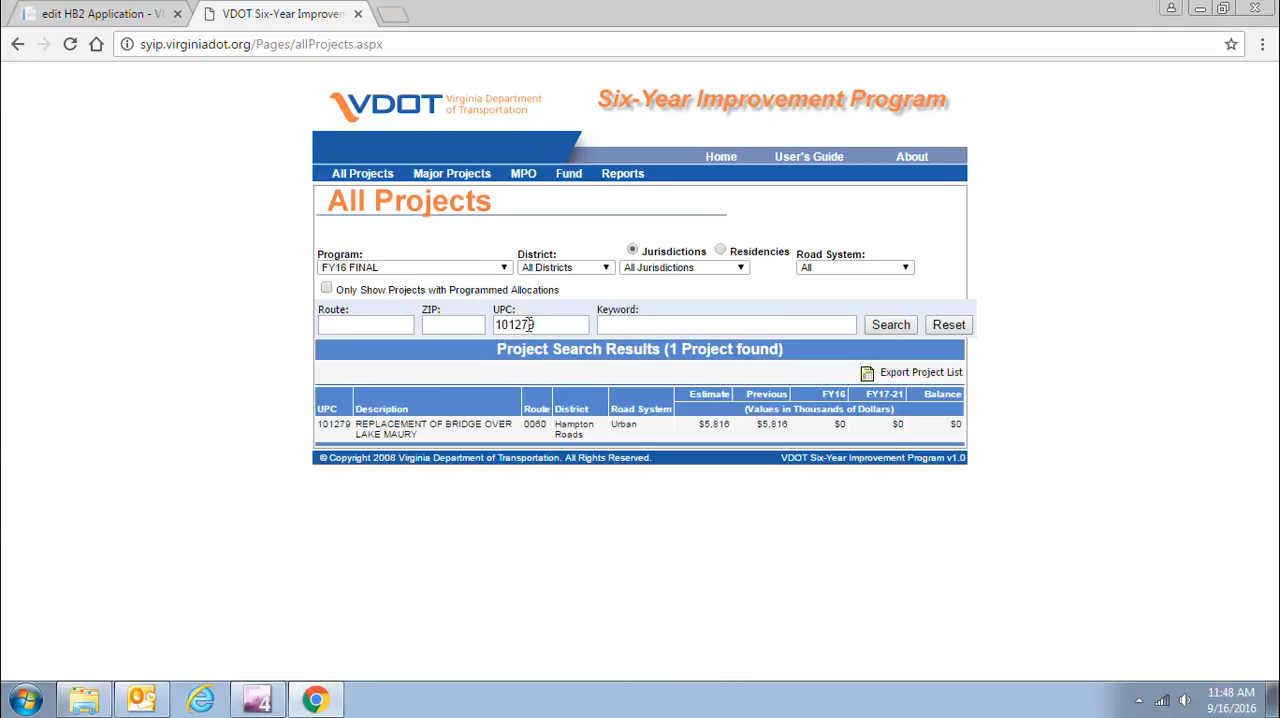 edit HB2 Application - V
VDOT Six-Year Improvem
syip.virginiadot.org/Pages/allProjects.aspx
VDOT Virginia Department of Transportation
Six-Year Improvement Program
Home User's Guide About
All Projects Major Projects MPO Fund Reports
All Projects
Program: District: Jurisdictions Residencies Road System:
FY16 FINAL All Districts All Jurisdictions All
Only Show Projects with Programmed Allocations
Route: ZIP: UPC: Keyword:
101279 Search Reset
Project Search Results (1 Project found)
Export Project List
Estimate Previous FY16 FY17-21 Balance
UPC Description Route District Road System (Values in Thousands of Dollars)
101279 REPLACEMENT OF BRIDGE OVER 0060 Hampton Urban $5,816 $5,816 $0 $0 $0
LAKE MAURY Roads
© Copyright 2008 Virginia Department of Transportation. All Rights Reserved. VDOT Six-Year Improvement Program v1.0
4
11:48 AM
9/16/2016